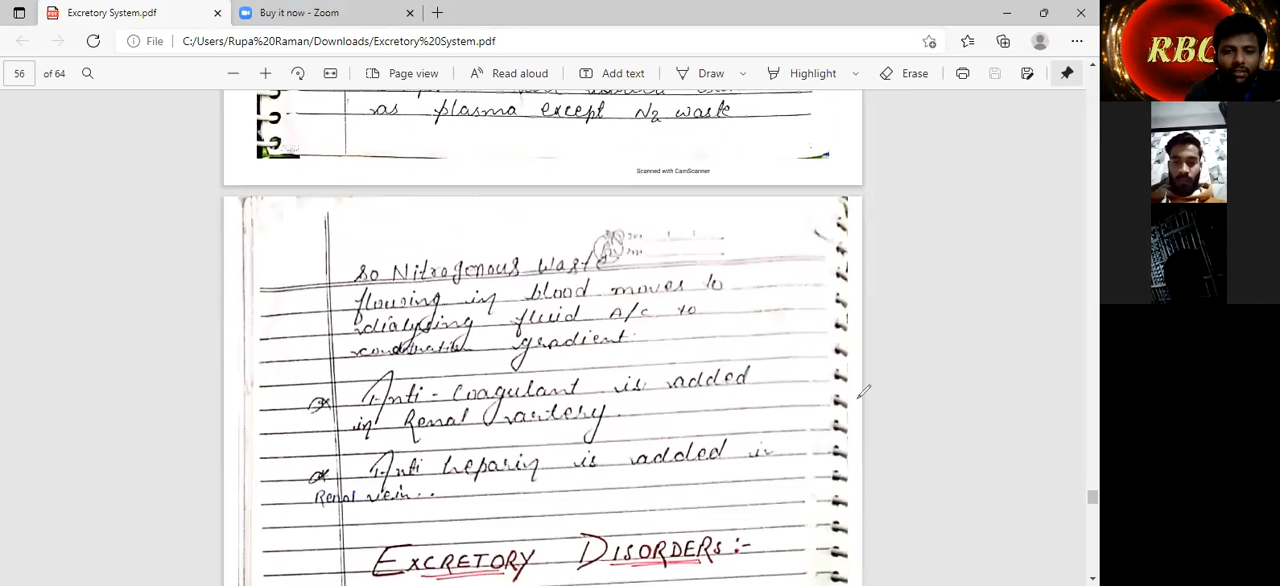 Excretory System.pdf
Buy it now - Zoom
File
C:/Users/Rupa%20Raman/Downloads/Excretory%20System.pdf
56 of 64
Page view
Read aloud
Add text
Draw
Highlight
Erase
RBC
as plasma except N2 waste
Scanned with CamScanner
so Nitrogenous Waste
flowing in blood moves to
dialysing fluid A/c to
gradient.
Anti-Coagulant is added
in Renal artery.
Anti heparin is added in
Renal vein..
EXCRETORY DISORDERS:-